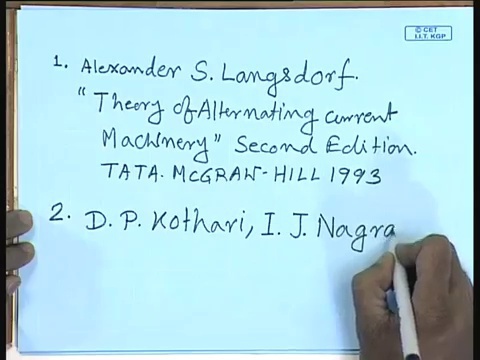 © CET
I.I.T. KGP
1. Alexander S. Langsdorf.
"Theory of Alternating current
Machinery" Second Edition.
TATA. McGRAW-HILL 1993
2. D. P. Kothari, I. J. Nagra